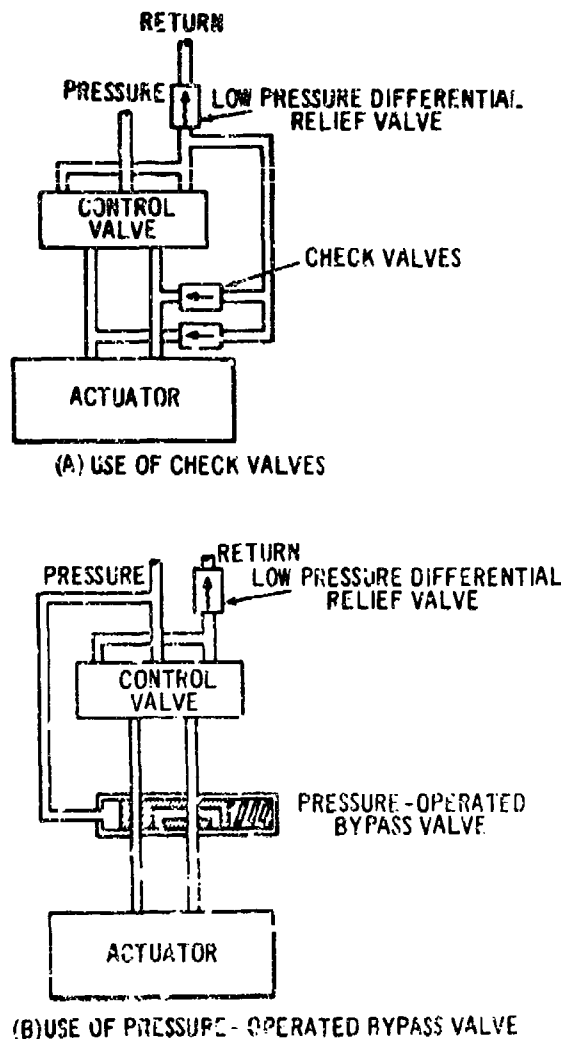 RETURN
PRESSURE
LOW PRESSURE DIFFERENTIAL
RELIEF VALVE
CONTROL
VALVE
CHECK VALVES
ACTUATOR
(A) USE OF CHECK VALVES
RETURN
PRESSURE
LOW PRESSURE DIFFERENTIAL
RELIEF VALVE
CONTROL
VALVE
PRESSURE-OPERATED
BYPASS VALVE
ACTUATOR
(B) USE OF PRESSURE-OPERATED BYPASS VALVE